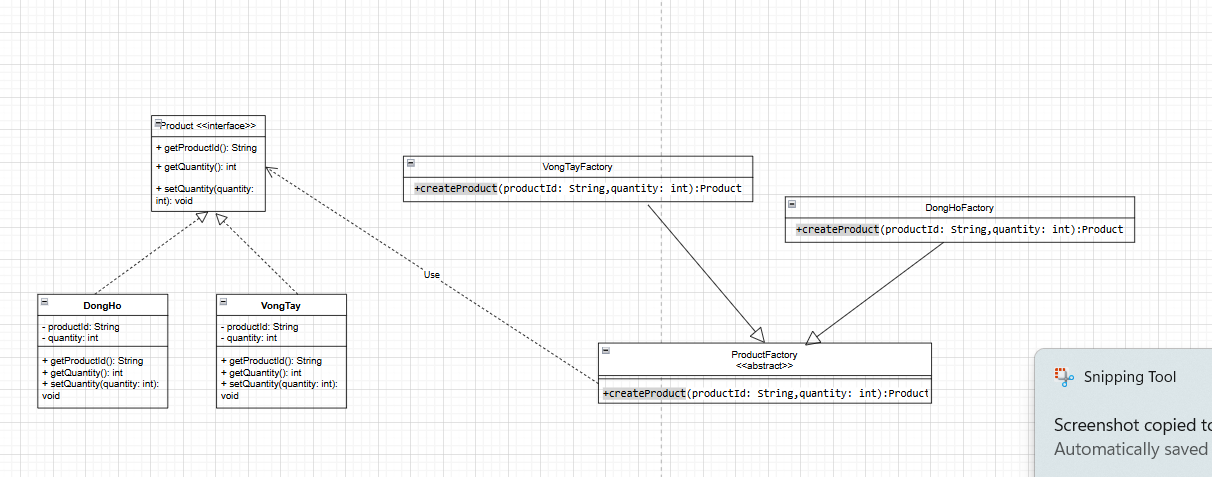 Product <<interface>>
+ getProductId(): String
+ getQuantity(): int
+ setQuantity(quantity:
int): void
VongTayFactory
+createProduct(productId: String,quantity: int):Product
DongHoFactory
+createProduct(productId: String,quantity: int):Product
Use
DongHo
- productId: String
- quantity: int
+ getProductId(): String
+ getQuantity(): int
+ setQuantity(quantity: int):
void
VongTay
- productId: String
- quantity: int
+ getProductId(): String
+ getQuantity(): int
+ setQuantity(quantity: int):
void
ProductFactory
<<abstract>>
+createProduct(productId: String,quantity: int):Product
Snipping Tool
Screenshot copied to
Automatically saved